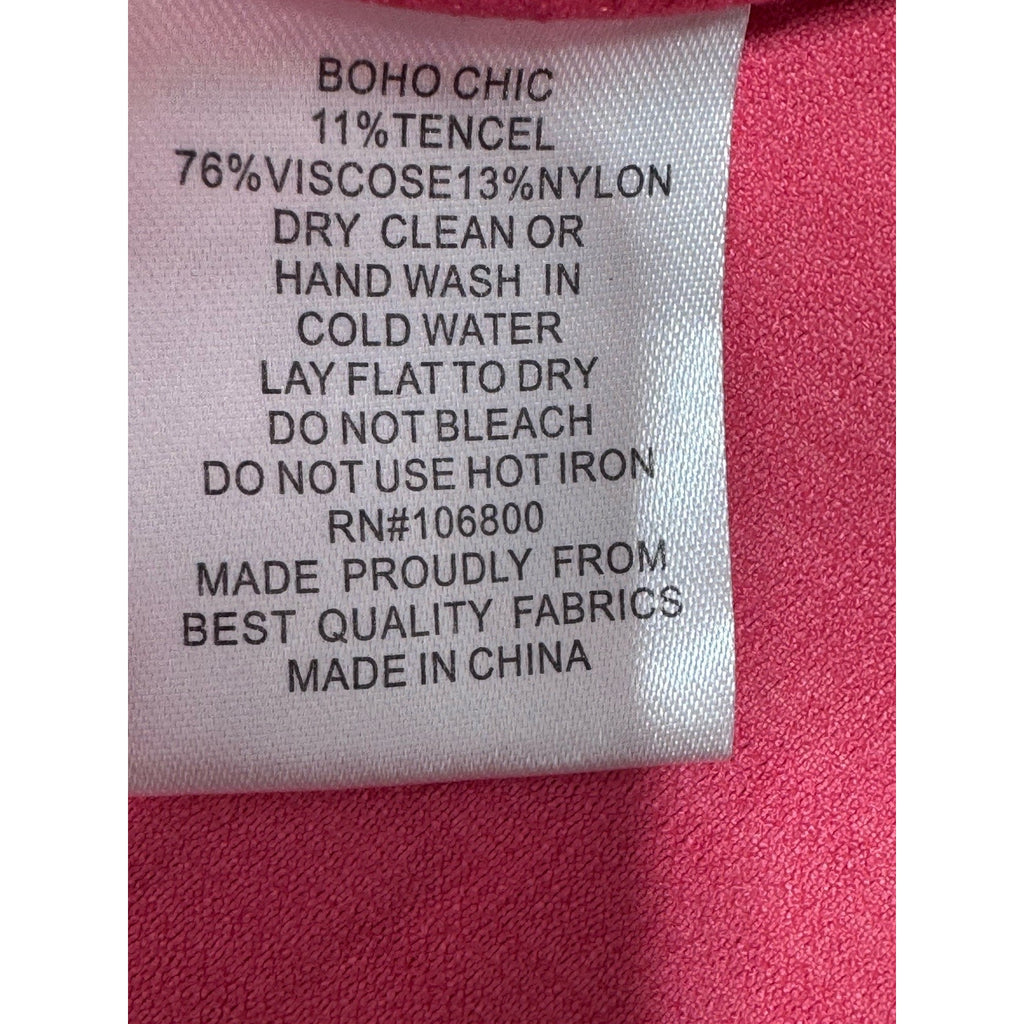 BOHO CHIC
11%TENCEL
76%VISCOSE13%NYLON
DRY CLEAN OR
HAND WASH IN
COLD WATER
LAY FLAT TO DRY
DO NOT BLEACH
DO NOT USE HOT IRON
RN#106800
MADE PROUDLY FROM
BEST QUALITY FABRICS
MADE IN CHINA